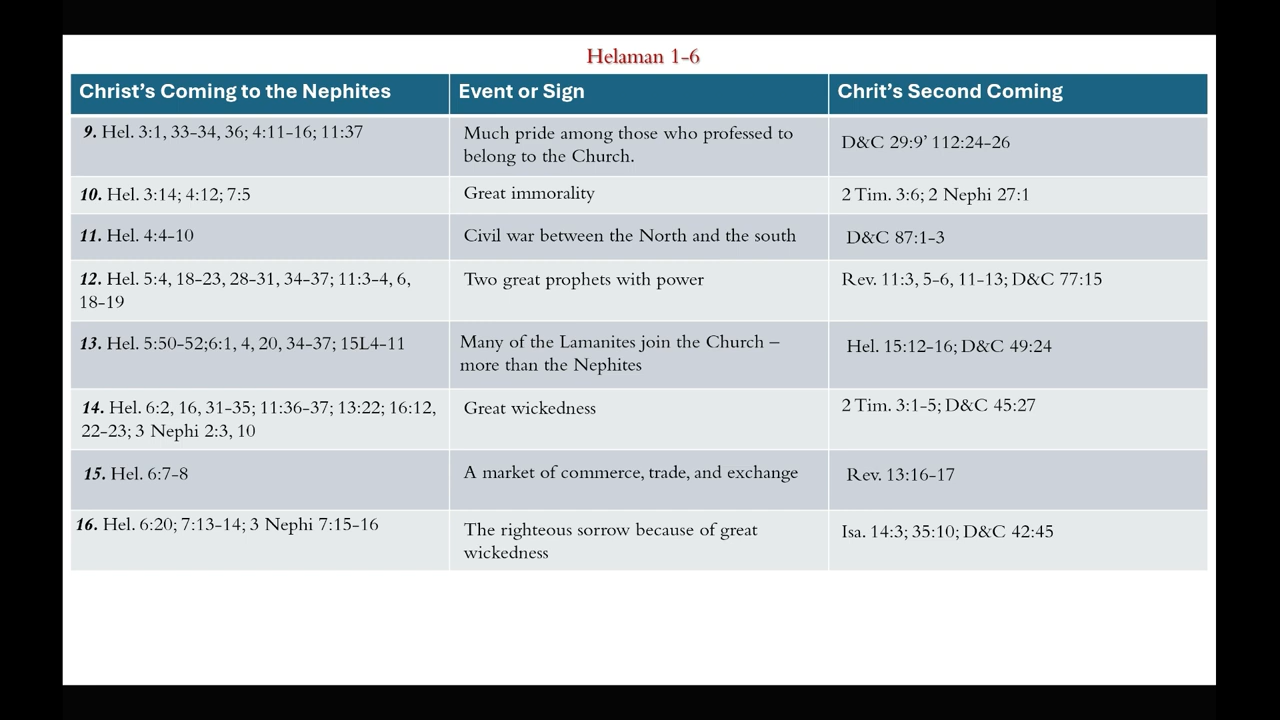 Helaman 1-6
Christ's Coming to the Nephites
Event or Sign
Chrit's Second Coming
9. Hel. 3:1, 33-34, 36; 4:11-16; 11:37
Much pride among those who professed to
belong to the Church.
D&C 29:9' 112:24-26
10. Hel. 3:14; 4:12; 7:5
Great immorality
2 Tim. 3:6; 2 Nephi 27:1
11. Hel. 4:4-10
Civil war between the North and the south
D&C 87:1-3
12. Hel. 5:4, 18-23, 28-31, 34-37; 11:3-4, 6,
18-19
Two great prophets with power
Rev. 11:3, 5-6, 11-13; D&C 77:15
13. Hel. 5:50-52;6:1, 4, 20, 34-37; 15L4-11
Many of the Lamanites join the Church –
more than the Nephites
Hel. 15:12-16; D&C 49:24
14. Hel. 6:2, 16, 31-35; 11:36-37; 13:22; 16:12,
22-23; 3 Nephi 2:3, 10
Great wickedness
2 Tim. 3:1-5; D&C 45:27
15. Hel. 6:7-8
A market of commerce, trade, and exchange
Rev. 13:16-17
16. Hel. 6:20; 7:13-14; 3 Nephi 7:15-16
The righteous sorrow because of great
wickedness
Isa. 14:3; 35:10; D&C 42:45